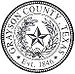 GRAYSON COUNTY, TEXAS
Est. 1846